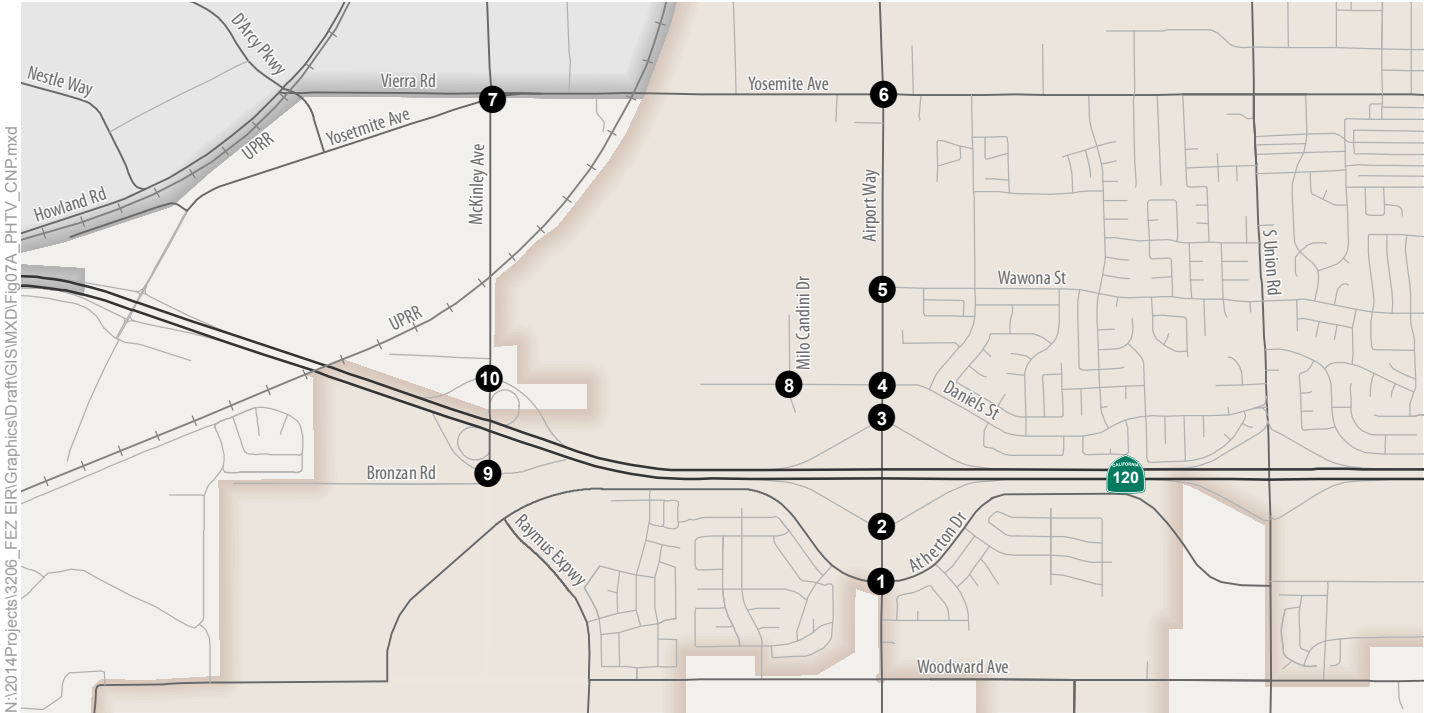 N:\2014Projects\3206_FEZ EIR\Graphics\Draft\GIS\MXD\Fig07A_PHTV_CNP.mxd
D'Arcy Pkwy
Nestle Way
Vierra Rd
Yosemite Ave
7
6
Yosetmite Ave
UPRR
McKinley Ave
Airport Way
Howland Rd
S Union Rd
Wawona St
5
Milo Candini Dr
UPRR
10
8
4
Daniels St
3
CALIFORNIA
120
Bronzan Rd
9
Raymus Expwy
2
Atherton Dr
1
Woodward Ave